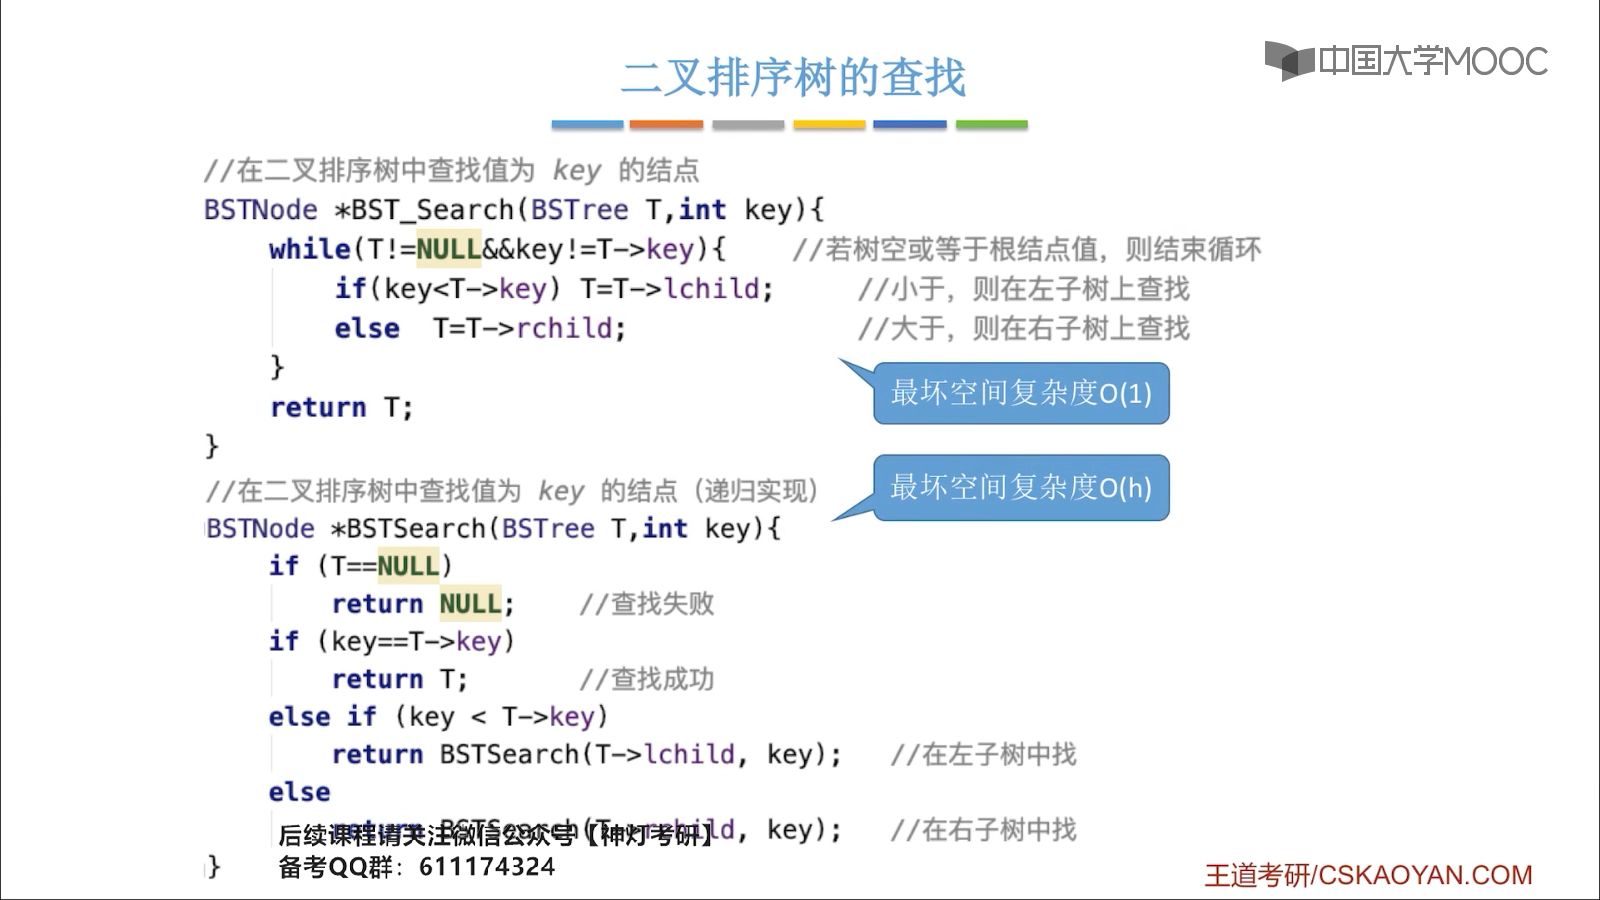 二叉排序树的查找
中国大学MOOC
//在二叉排序树中查找值为 key 的结点
BSTNode *BST_Search(BSTree T,int key){
while(T!=NULL&&key!=T->key){ //若树空或等于根结点值，则结束循环
if(key<T->key) T=T->lchild; //小于，则在左子树上查找
else T=T->rchild; //大于，则在右子树上查找
}
最坏空间复杂度O(1)
return T;
}
最坏空间复杂度O(h)
//在二叉排序树中查找值为 key 的结点（递归实现）
BSTNode *BSTSearch(BSTree T,int key){
if (T==NULL)
return NULL; //查找失败
if (key==T->key)
return T; //查找成功
else if (key < T->key)
return BSTSearch(T->lchild, key); //在左子树中找
else
return BSTSearch(T->rchild, key); //在右子树中找
后续课程请关注微信公众号【神灯考研】
}
备考QQ群：611174324
王道考研/CSKAOYAN.COM